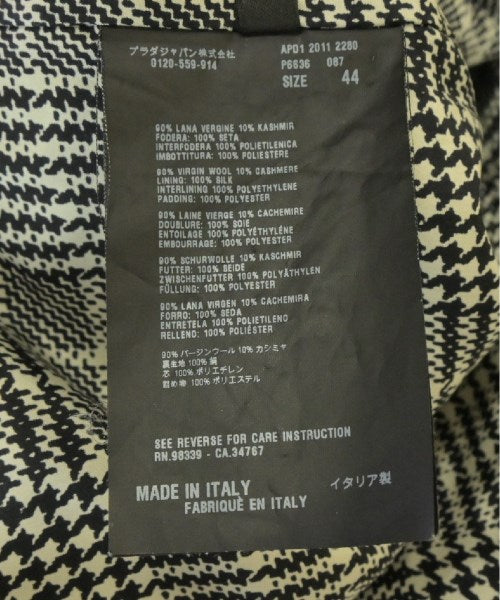 プラダジャパン株式会社 AP01 2011 2280
0120-559-914 P6636 087
SIZE 44
90% LANA VERGINE 10% KASHMIR
FODERA: 100% SETA
INTERFODERA 100% POLIETILENICA
IMBOTTITURA: 100% POLIESTERE
90% VIRGIN WOOL 10% CASHMERE
LINING: 100% SILK
INTERLINING 100% POLYETHYLENE
PADDING: 100% POLYESTER
90% LAINE VIERGE 10% CACHEMIRE
DOUBLURE: 100% SOIE
ENTOILAGE 100% POLYÉTHYLÉNE
EMBOURRAGE: 100% POLYESTER
90% SCHURWOLLE 10% KASCHMIR
FUTTER: 100% SEIDE
ZWISCHENFUTTER 100% POLYÄTHYLEN
FÜLLUNG: 100% POLYESTER
90% LANA VIRGEN 10% CACHEMIRA
FORRO: 100% SEDA
ENTRETELA 100% POLIETILENO
RELLENO: 100% POLIÉSTER
90% バージンウール 10% カシミヤ
裏生地 100% 絹
芯 100% ポリエチレン
詰め物 100% ポリエステル
SEE REVERSE FOR CARE INSTRUCTION
RN.98339 - CA.34767
MADE IN ITALY イタリア製
FABRIQUÉ EN ITALY